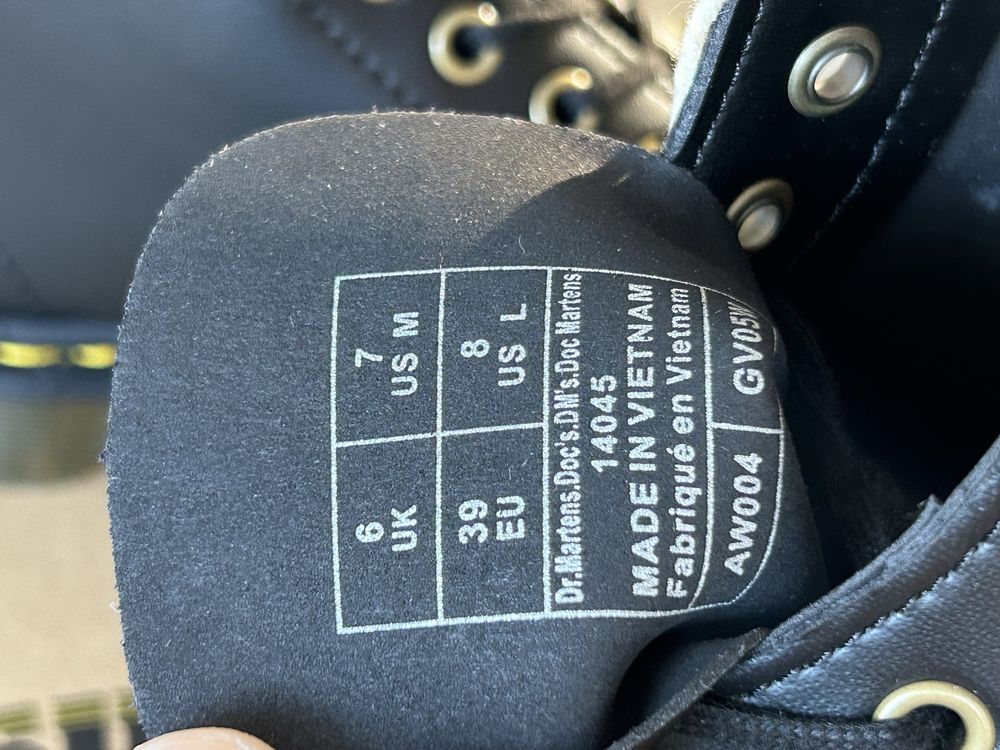 6
UK
7
US M
39
EU
8
US L
Dr.Martens.Doc's.DM's.Doc Martens
14045
MADE IN VIETNAM
Fabriqué en Vietnam
AW004
GV05W